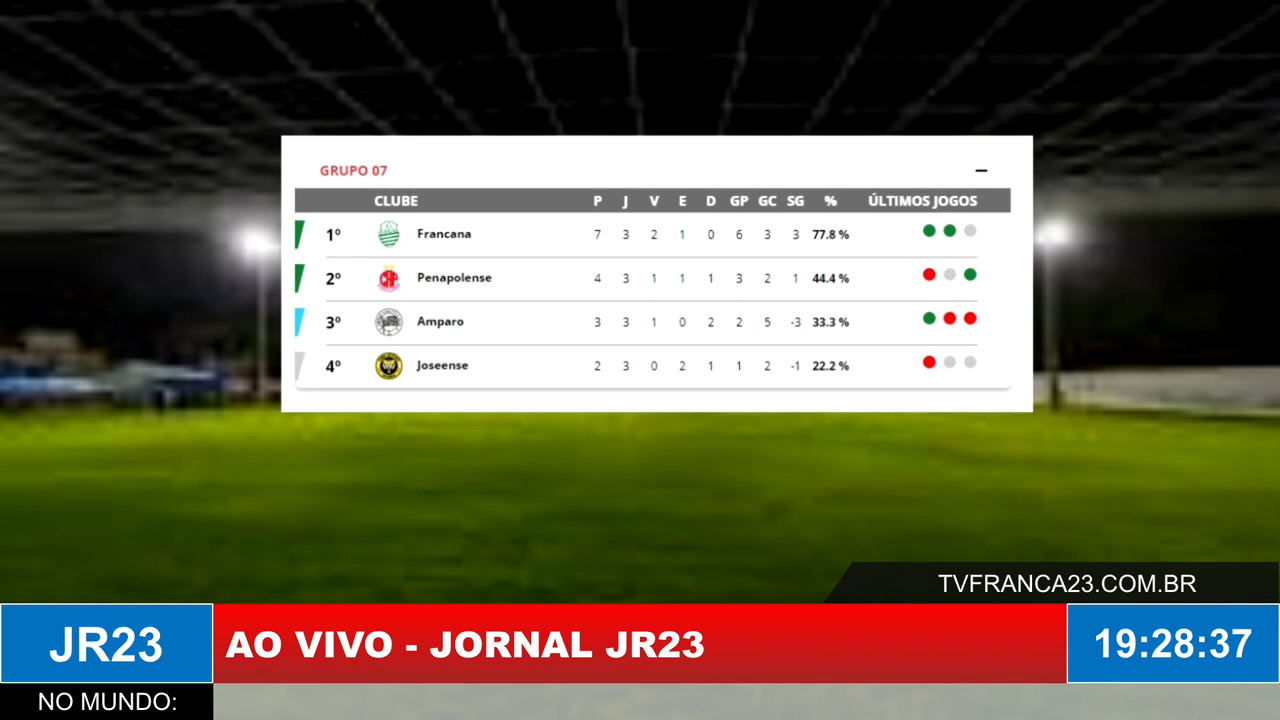 GRUPO 07 –
CLUBE P J V E D GP GC SG % ÚLTIMOS JOGOS
1º Francana 7 3 2 1 0 6 3 3 77.8 %
2º Penapolense 4 3 1 1 1 3 2 1 44.4 %
3º Amparo 3 3 1 0 2 2 5 -3 33.3 %
4º Joseense 2 3 0 2 1 1 2 -1 22.2 %
TVFRANCA23.COM.BR
JR23 AO VIVO - JORNAL JR23 19:28:37
NO MUNDO: